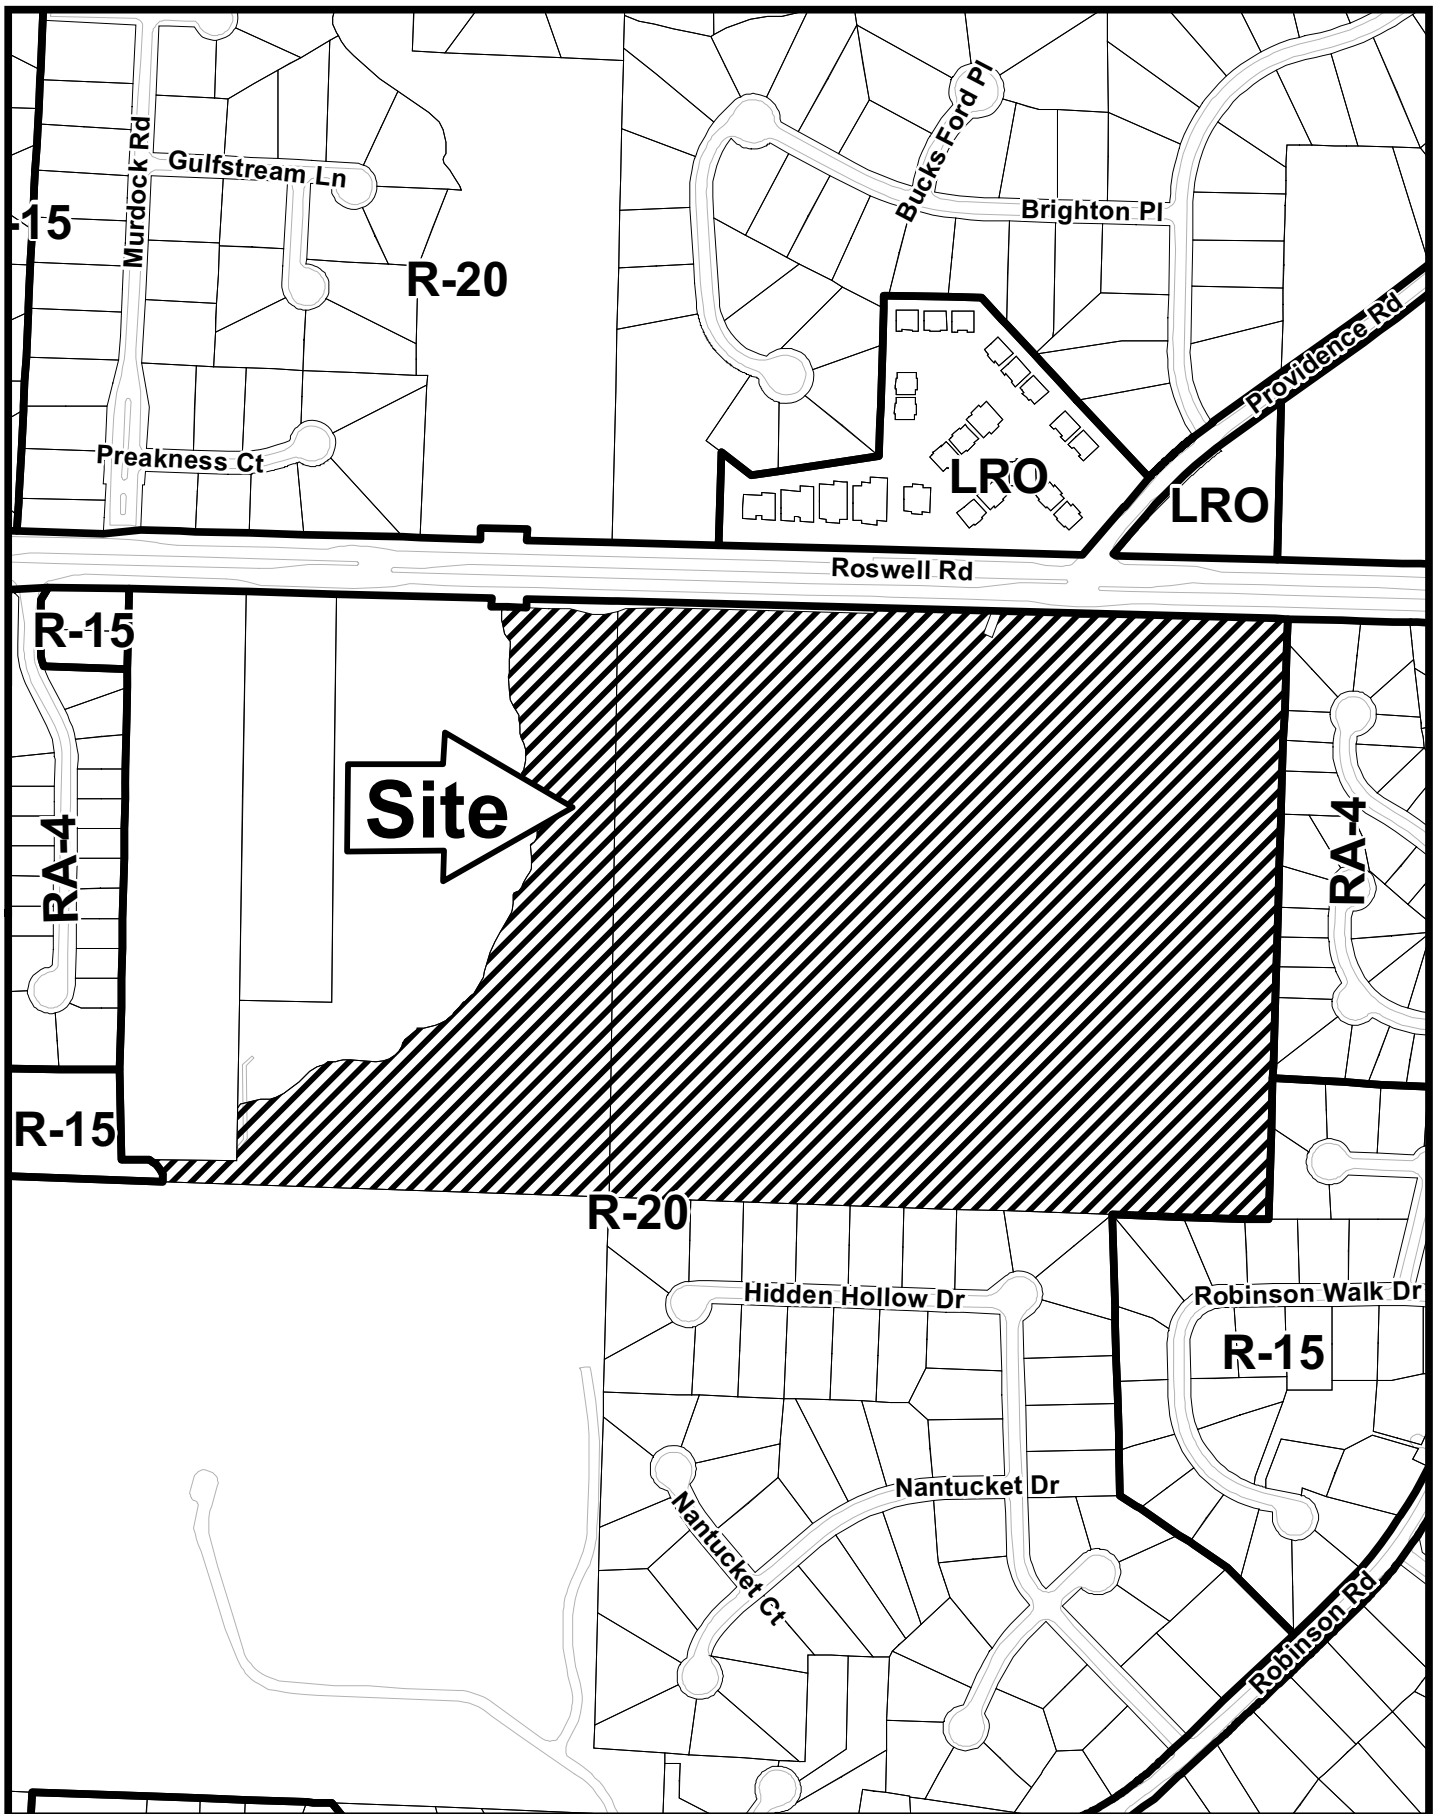 Bucks Ford Pl
Murdock Rd
Gulfstream Ln
-15
Brighton Pl
R-20
Providence Rd
Preakness Ct
LRO
LRO
Roswell Rd
R-15
Site
RA-4
RA-4
R-15
R-20
Hidden Hollow Dr
Robinson Walk Dr
R-15
Nantucket Dr
Nantucket Ct
Robinson Rd